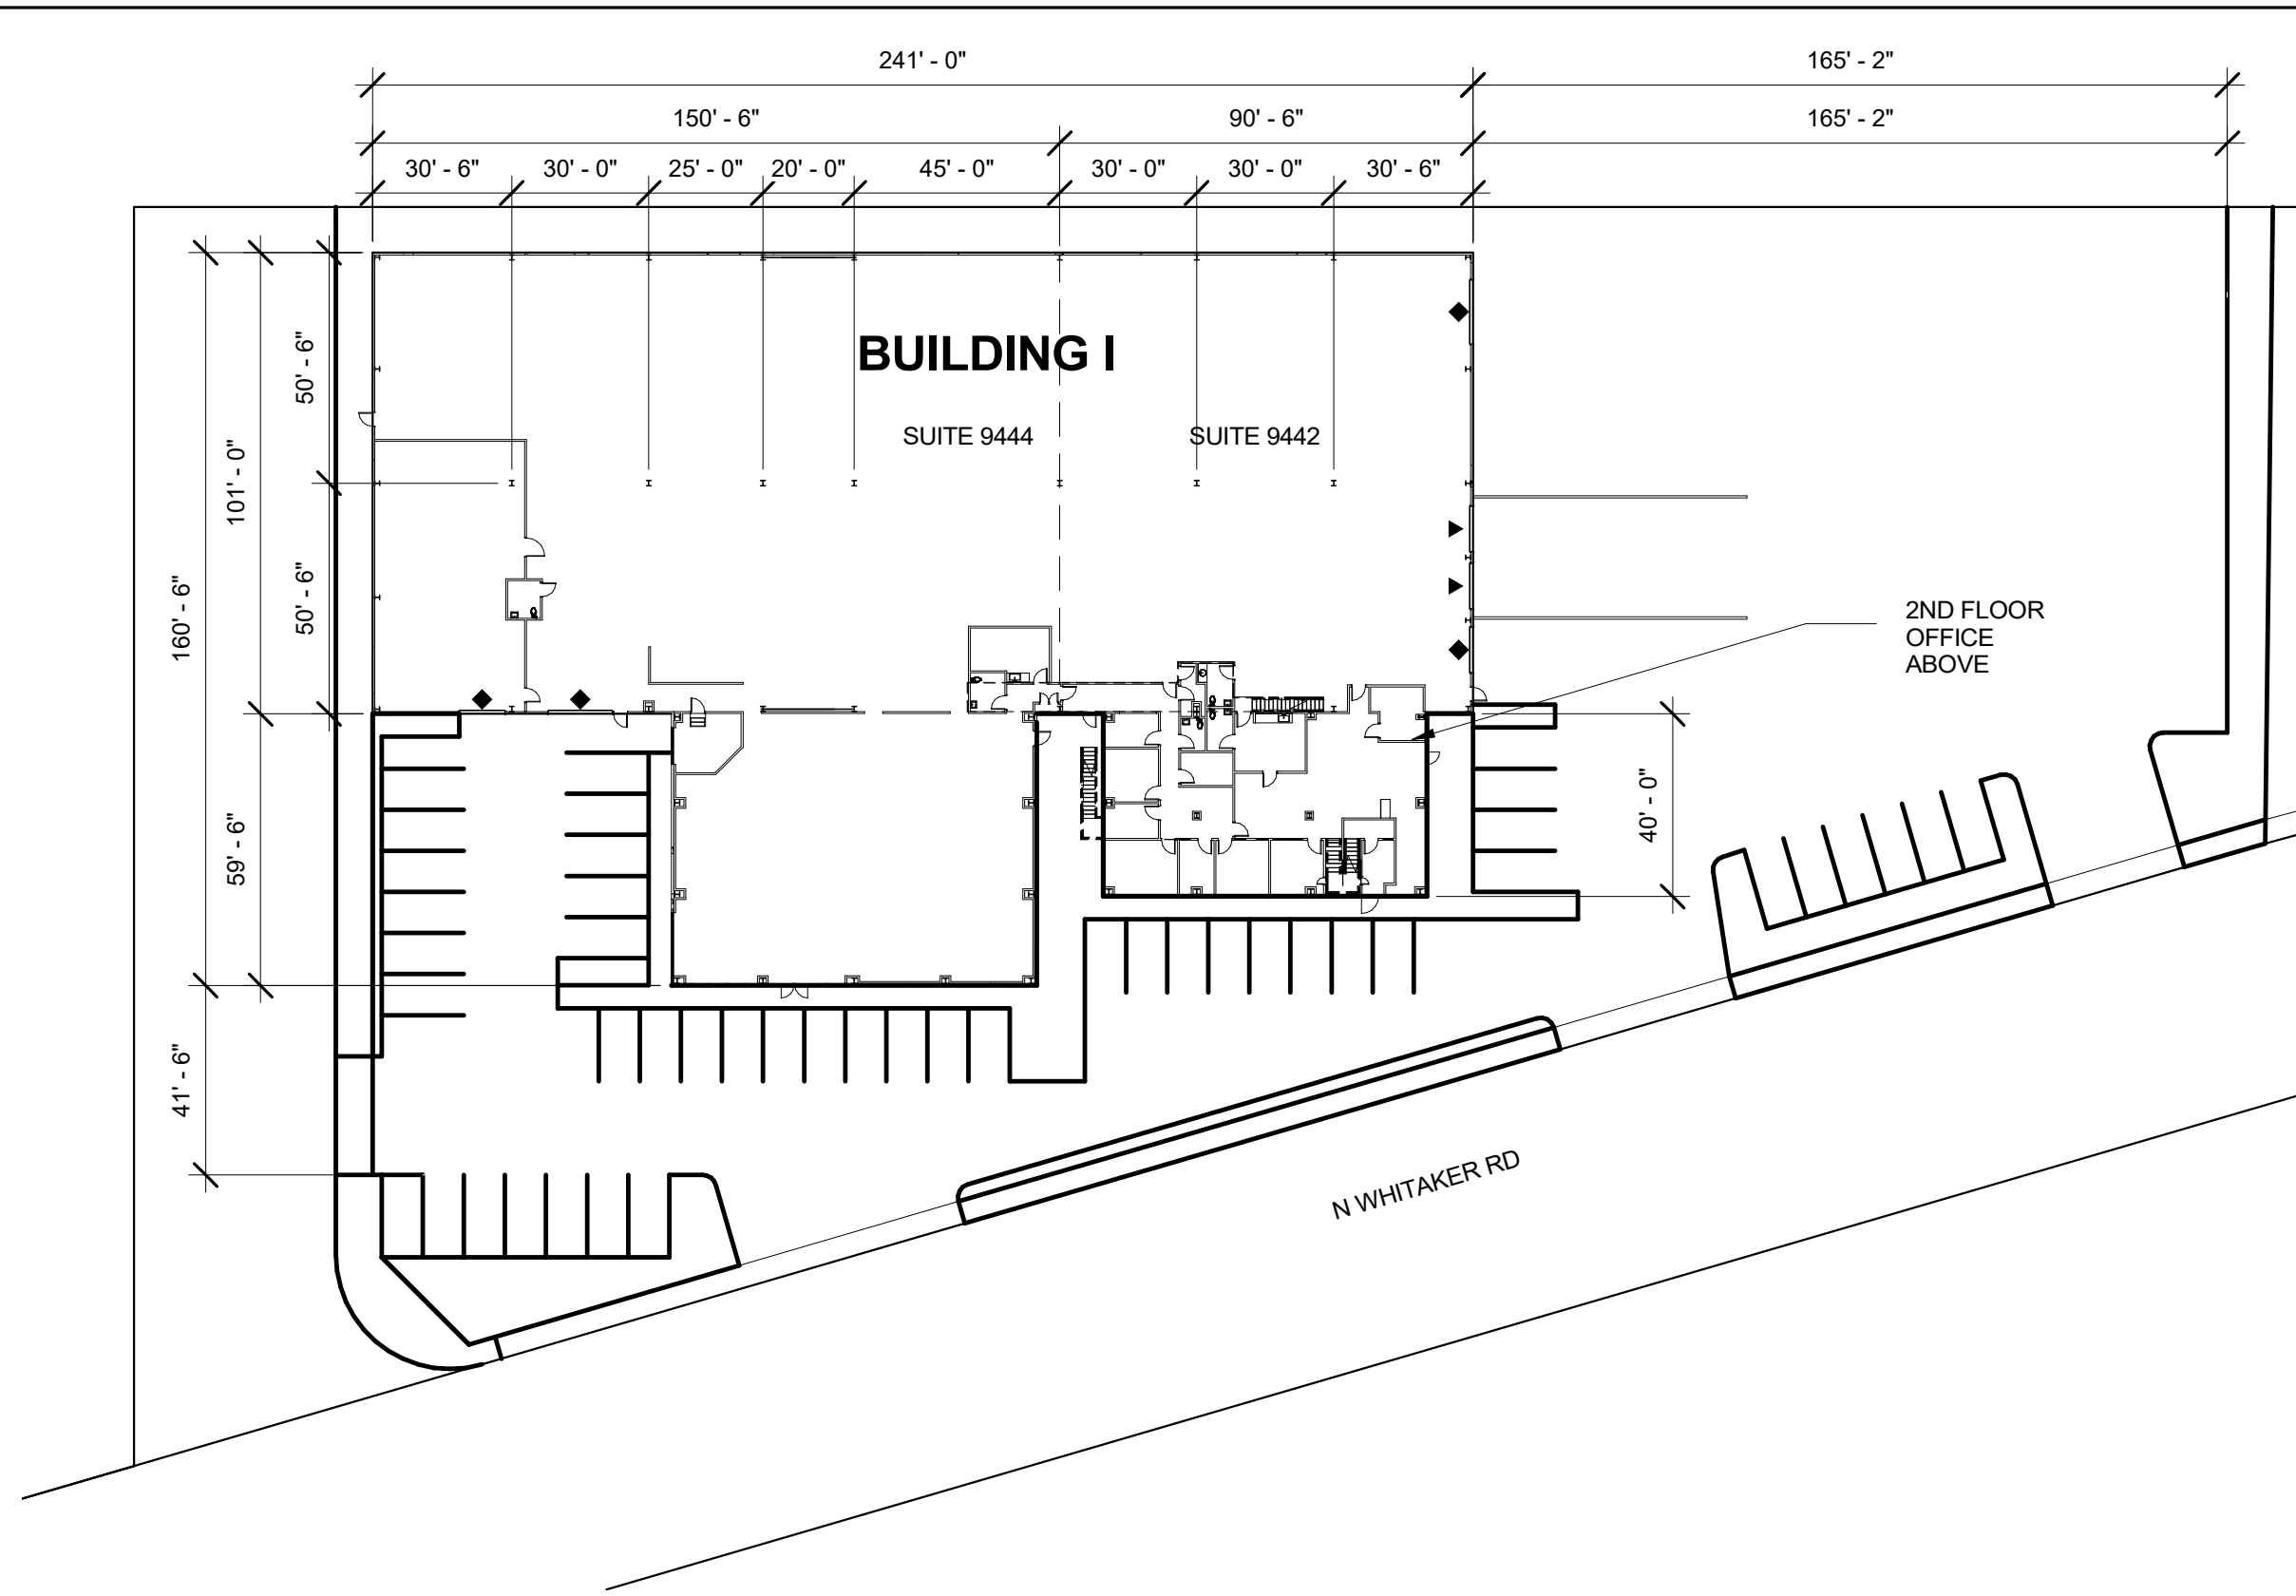 241' - 0"
165' - 2"
150' - 6"
90' - 6"
165' - 2"
30' - 6"
30' - 0"
25' - 0"
20' - 0"
45' - 0"
30' - 0"
30' - 0"
30' - 6"
50' - 6"
BUILDING I
SUITE 9444
SUITE 9442
101' - 0"
160' - 6"
50' - 6"
2ND FLOOR
OFFICE
ABOVE
40' - 0"
59' - 6"
41' - 6"
N WHITAKER RD